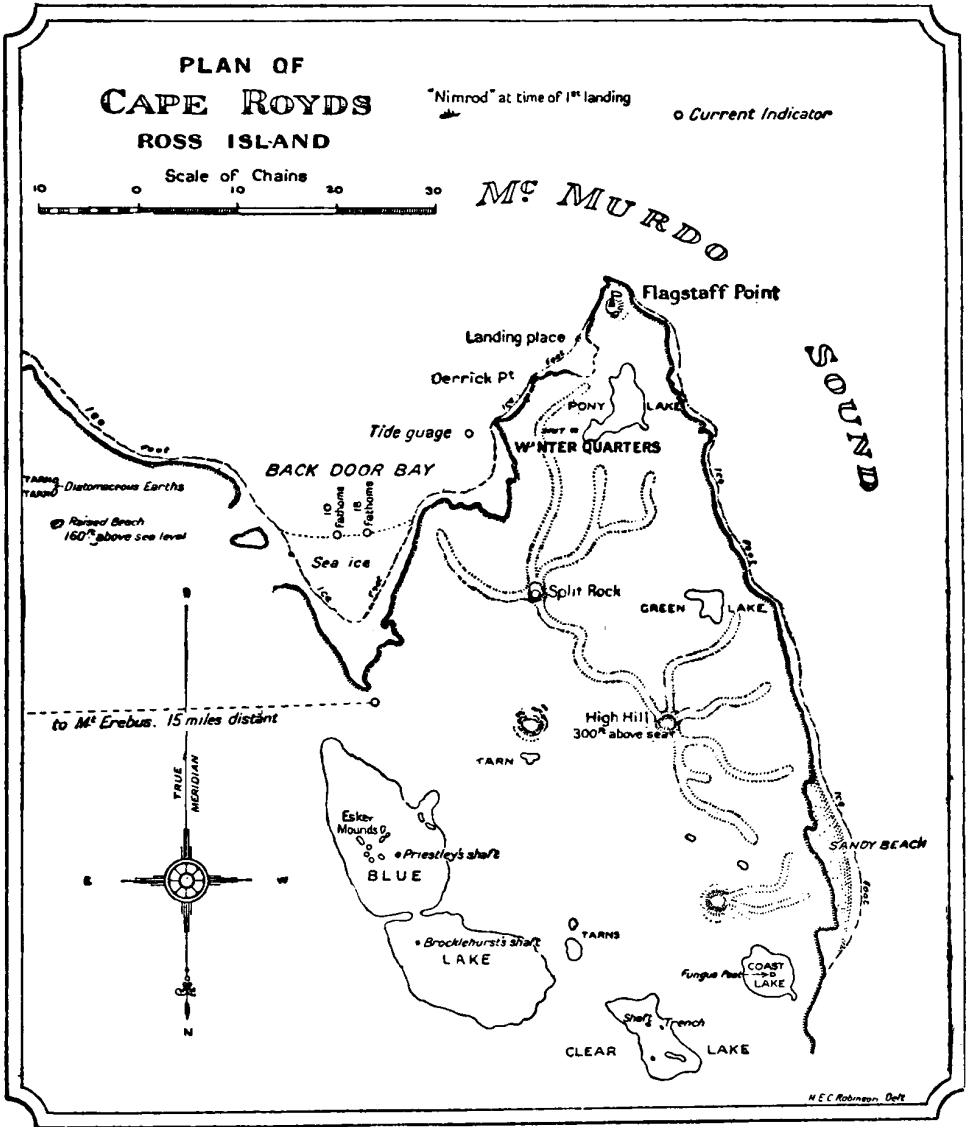 PLAN OF
CAPE ROYDS
ROSS ISLAND
Scale of Chains
10 0 10 20 30
"Nimrod" at time of 1st landing
Current Indicator
Mc MURDO
SOUND
Flagstaff Point
Landing place
Derrick Pt
Ice foot
PONY LAKE
HUT
WINTER QUARTERS
Tide guage
Ice Foot
BACK DOOR BAY
TARN
TARN
Diatomaceous Earths
Raised Beach
160ft above sea level
10 Fathoms
18 Fathoms
Sea ice
Ice Foot
Ice Foot
Split Rock
GREEN LAKE
S
to Mt Erebus. 15 miles distant
High Hill
300ft above sea
TARN
TRUE MERIDIAN
Esker
Mounds
Priestley's shaft
BLUE
Ice Foot
SANDY BEACH
E W
Brocklehurst's shaft
LAKE
TARNS
Fungus Peat
COAST
LAKE
Shaft
Trench
N
CLEAR LAKE
H E C Robinson Delt